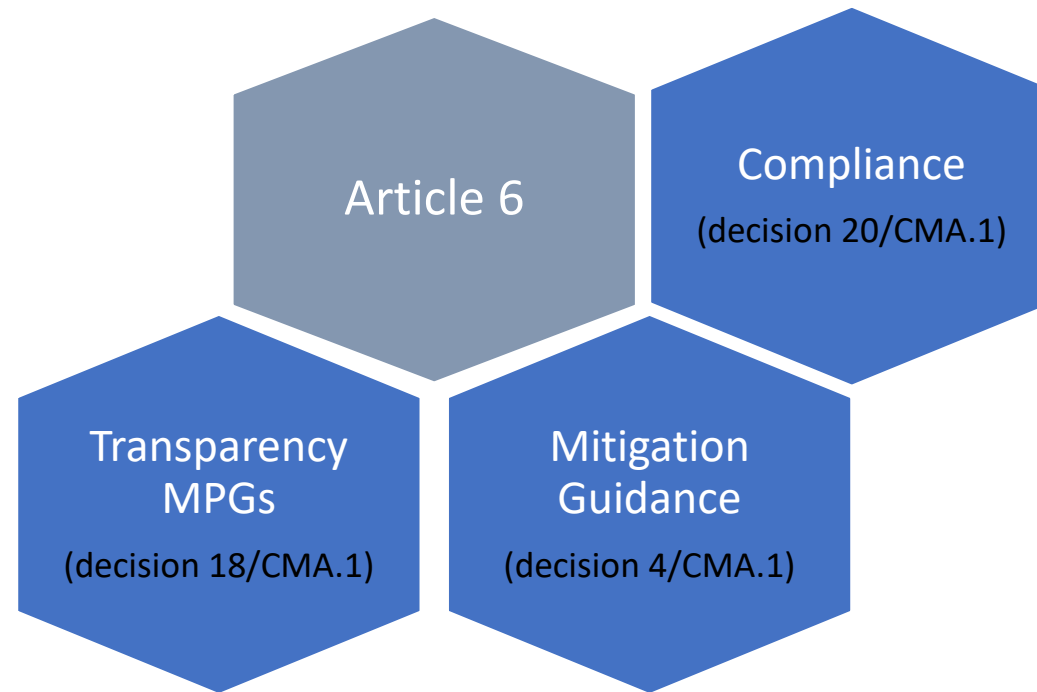 Article 6
Compliance
(decision 20/CMA.1)
Transparency
MPGs
(decision 18/CMA.1)
Mitigation
Guidance
(decision 4/CMA.1)